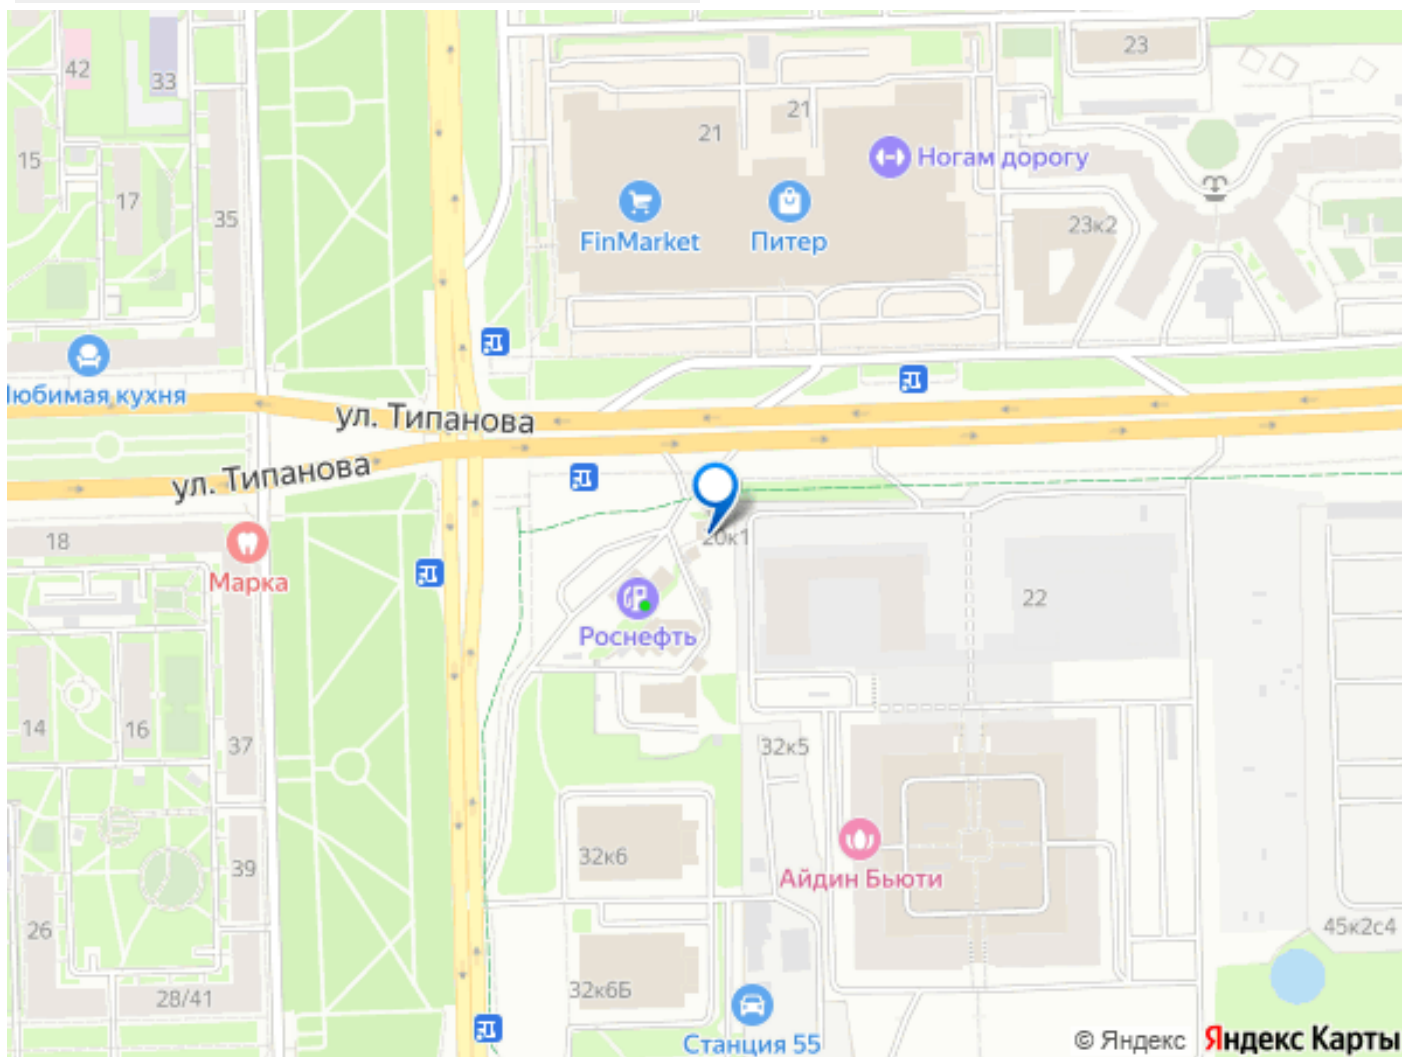 42
33
23
21
21
15
Ногам дорогу
17
35
23к2
FinMarket
Питер
Любимая кухня
ул. Типанова
ул. Типанова
18
20к1
Марка
22
Роснефть
14
16
37
32к5
32к6
39
Айдин Бьюти
26
45к2с4
28/41
32к6Б
Станция 55
© Яндекс Яндекс Карты